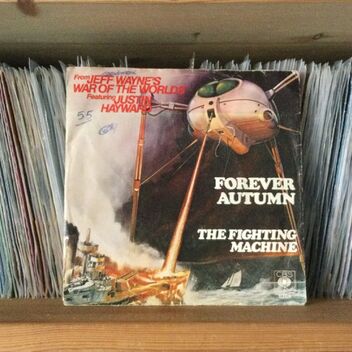 From JEFF WAYNE'S
WAR OF THE WORLDS
Featuring JUSTIN
HAYWARD
55
FOREVER
AUTUMN
THE FIGHTING
MACHINE
CBS